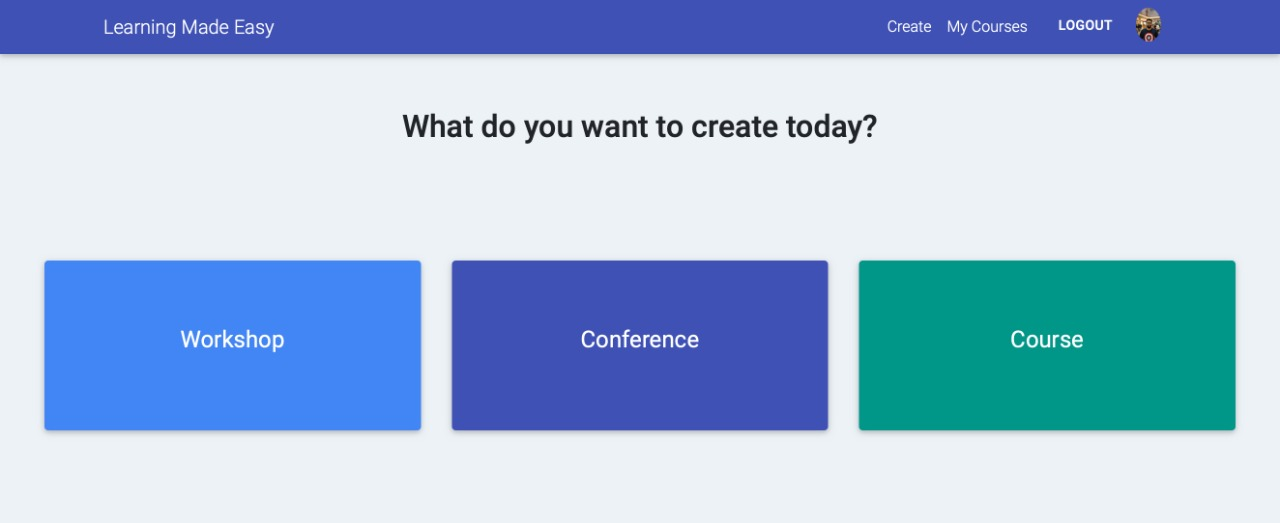 Learning Made Easy
Create My Courses LOGOUT
What do you want to create today?
Workshop
Conference
Course